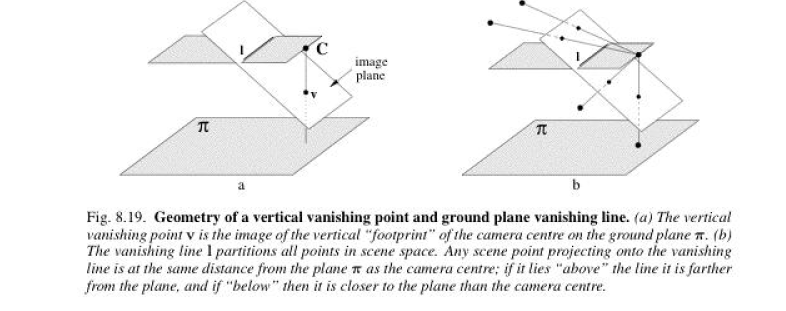 l
C
image
plane
v
π
a
l
π
b
Fig. 8.19. Geometry of a vertical vanishing point and ground plane vanishing line. (a) The vertical
vanishing point v is the image of the vertical “footprint” of the camera centre on the ground plane π. (b)
The vanishing line l partitions all points in scene space. Any scene point projecting onto the vanishing
line is at the same distance from the plane π as the camera centre; if it lies “above” the line it is farther
from the plane, and if “below” then it is closer to the plane than the camera centre.